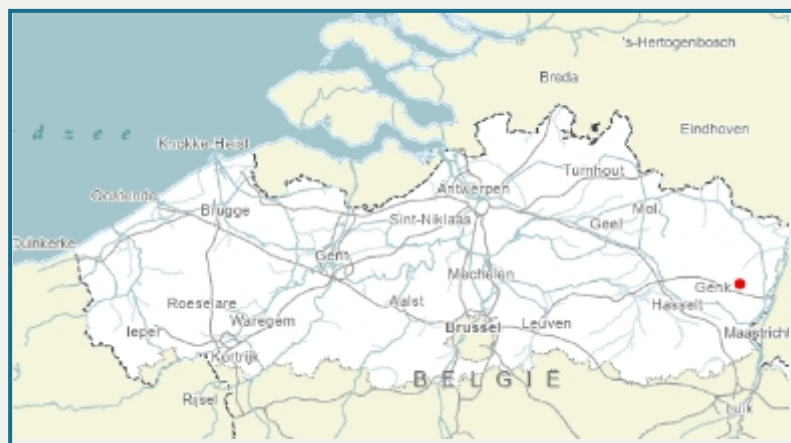 's-Hertogenbosch
Breda
d z e e
Eindhoven
Knokke-Heist
Turnhout
Oostende
Antwerpen
Mol
Brugge
Sint-Niklaas
Geel
Duinkerke
Gent
Mechelen
Genk
Roeselare
Aalst
Hasselt
Ieper
Waregem
Brussel
Leuven
Maastricht
Kortrijk
BELGIË
Rijsel
Luik